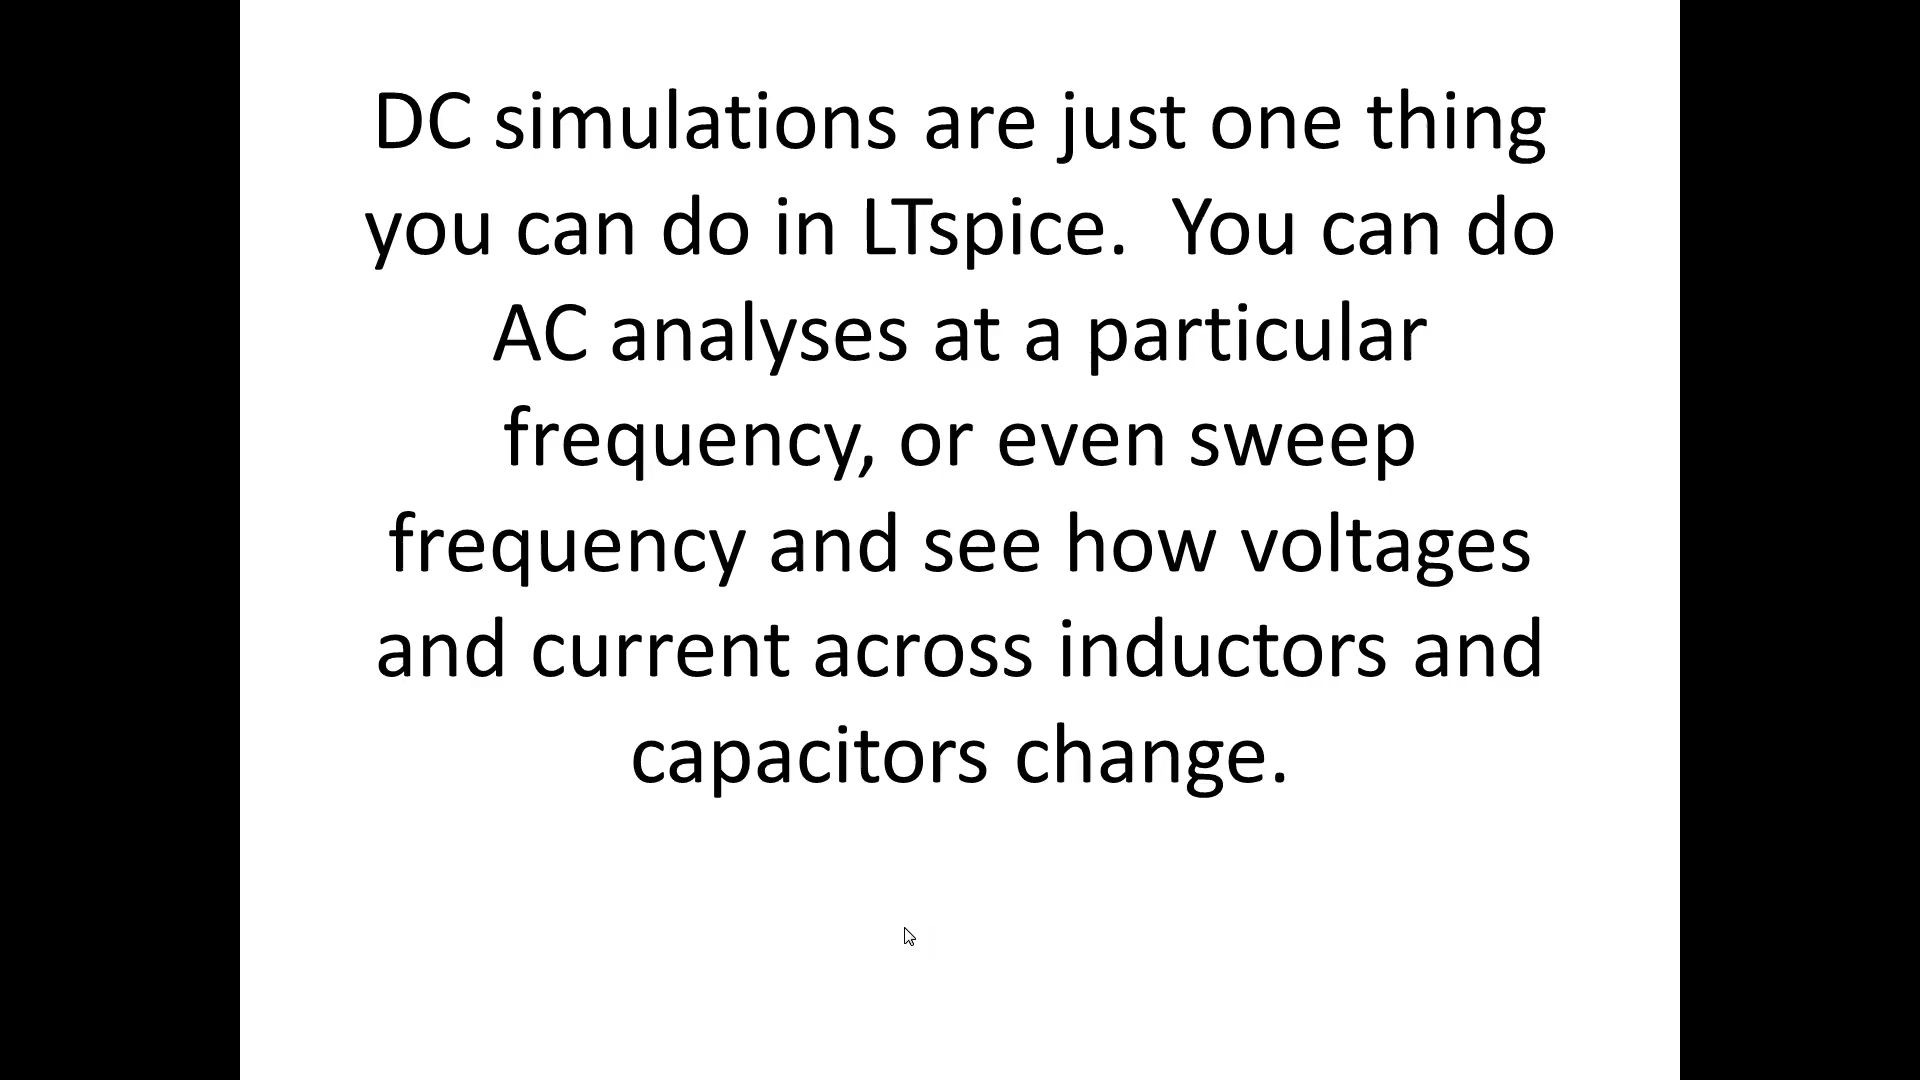 DC simulations are just one thing
you can do in LTspice.  You can do
AC analyses at a particular
frequency, or even sweep
frequency and see how voltages
and current across inductors and
capacitors change.